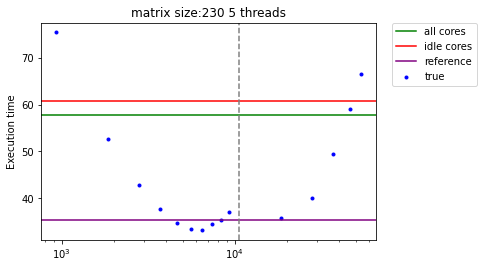 matrix size:230 5 threads
Execution time
70
60
50
40
10³
10⁴
all cores
idle cores
reference
true